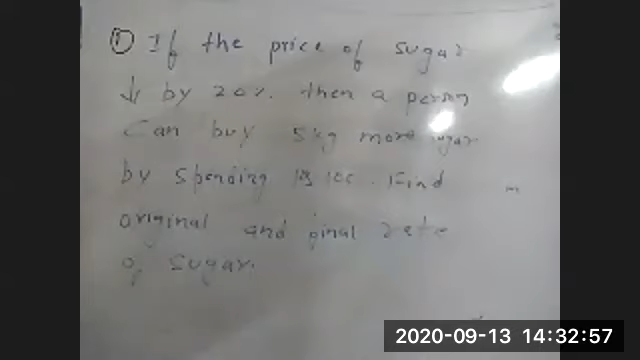 ① If the price of sugar
↓ by 20%. then a person
Can buy 5kg more sugar
by spending Rs 100. Find
original and final rate
of sugar.
2020-09-13 14:32:57